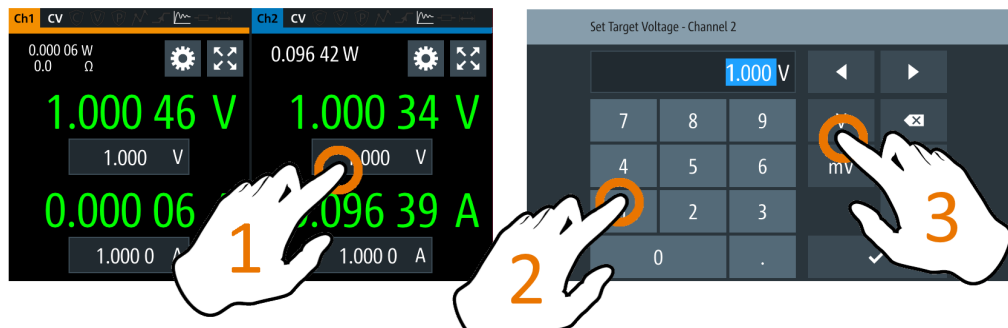 Ch1 CV C/V C/P
Ch2 CV C/V C/P
0.000 06 W
0.0 Ω
0.096 42 W
1.000 46 V
1.000 34 V
1.000 V
000 V
0.000 06
.096 39 A
1.000 0 A
1.000 0 A
1
Set Target Voltage - Channel 2
1.000 V
7 8 9
4 5 6
mV
2 3
0 .
2
3